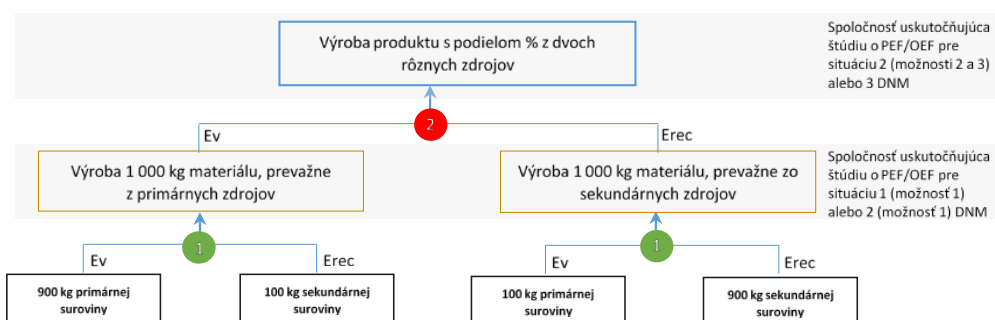 Výroba produktu s podielom % z dvoch
rôznych zdrojov
Spoločnosť uskutočňujúca
štúdiu o PEF/OEF pre
situáciu 2 (možnosti 2 a 3)
alebo 3 DNM
2
Ev
Erec
Výroba 1 000 kg materiálu, prevažne
z primárnych zdrojov
Výroba 1 000 kg materiálu, prevažne zo
sekundárnych zdrojov
Spoločnosť uskutočňujúca
štúdiu o PEF/OEF pre
situáciu 1 (možnosť 1)
alebo 2 (možnosť 1) DNM
1
1
Ev
Erec
Ev
Erec
900 kg primárnej
suroviny
100 kg sekundárnej
suroviny
100 kg primárnej
suroviny
900 kg sekundárnej
suroviny